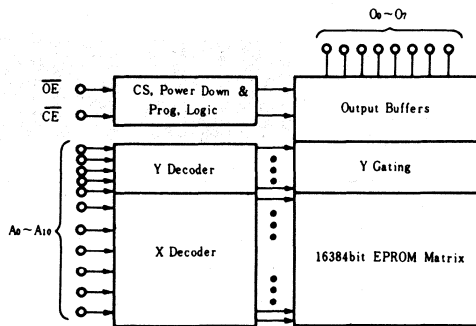 O₀~O₇
OE
CE
CS, Power Down &
Prog, Logic
Output Buffers
Y Decoder
Y Gating
A₀~A₁₀
X Decoder
16384bit EPROM Matrix